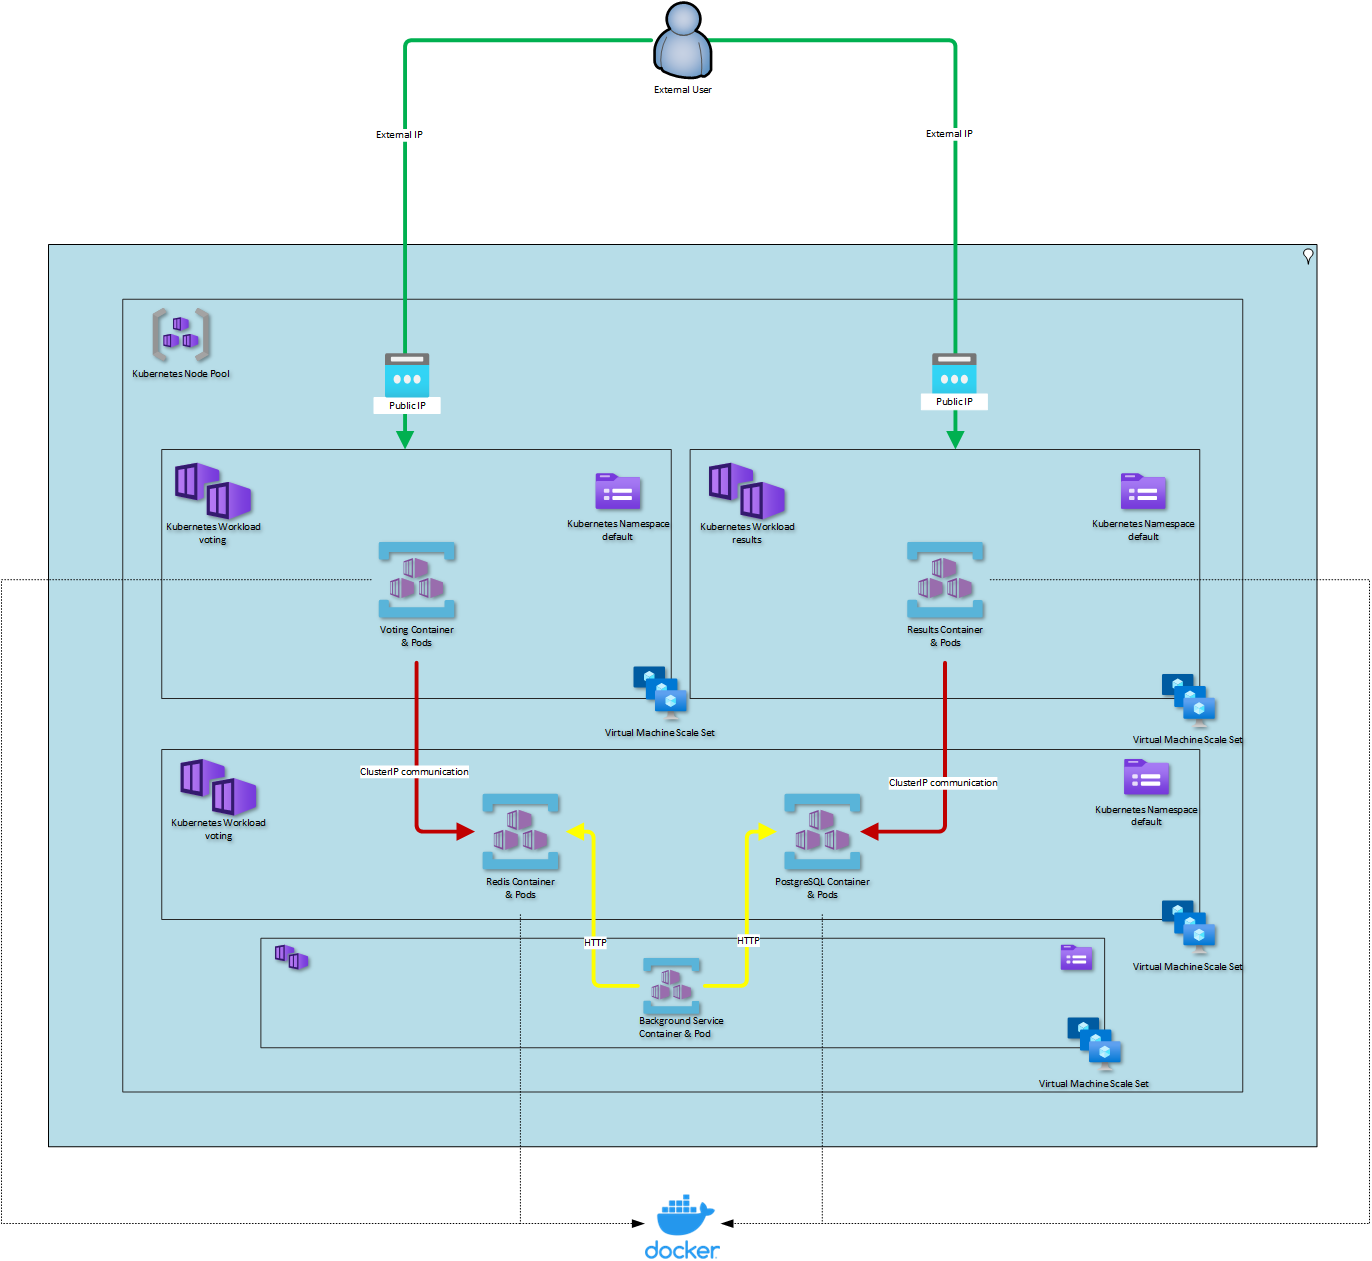 External User
External IP
External IP
Kubernetes Node Pool
Public IP
Public IP
Kubernetes Workload
voting
Kubernetes Namespace
default
Kubernetes Workload
results
Kubernetes Namespace
default
Voting Container
& Pods
Results Container
& Pods
Virtual Machine Scale Set
Virtual Machine Scale Set
ClusterIP communication
ClusterIP communication
Kubernetes Workload
voting
Kubernetes Namespace
default
Redis Container
& Pods
PostgreSQL Container
& Pods
HTTP
HTTP
Virtual Machine Scale Set
Background Service
Container & Pod
Virtual Machine Scale Set
docker